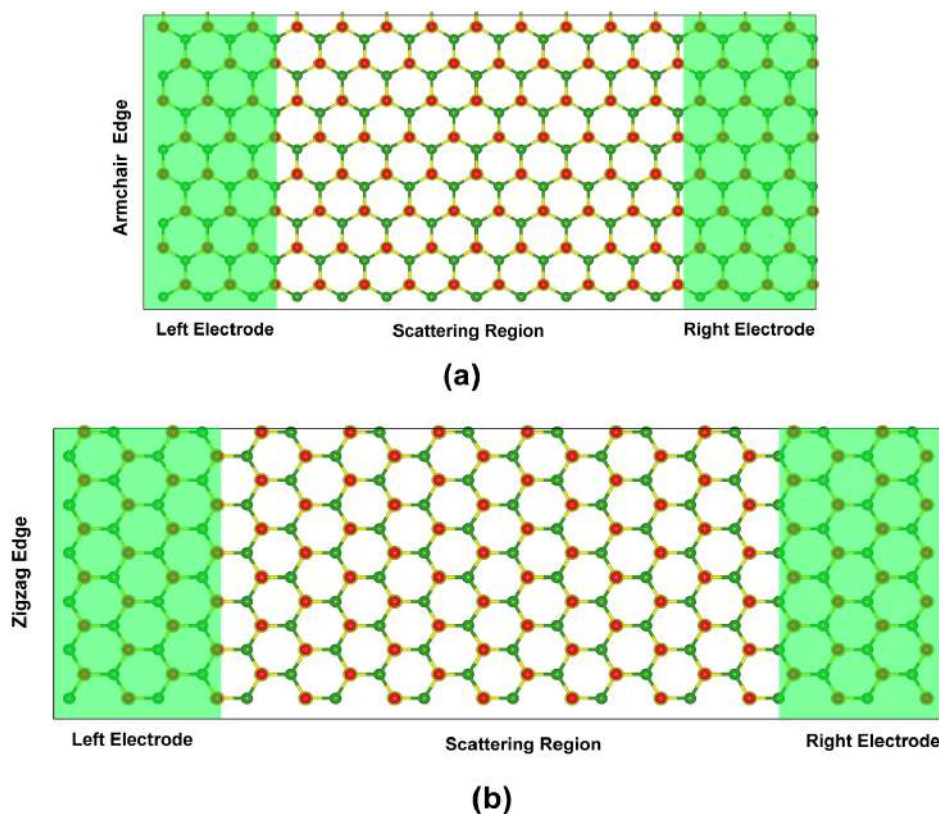 Armchair Edge
Left Electrode
Scattering Region
Right Electrode
(a)
Zigzag Edge
Left Electrode
Scattering Region
Right Electrode
(b)